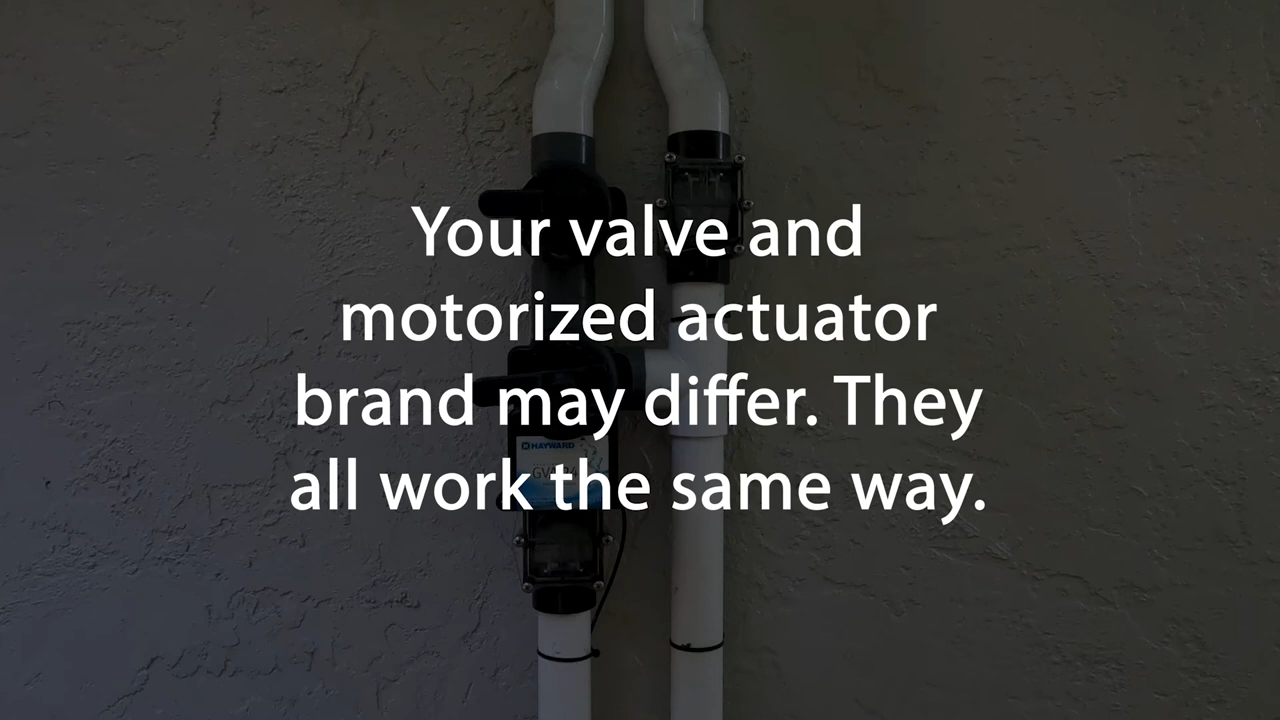 Your valve and
motorized actuator
brand may differ. They
all work the same way.
HAYWARD